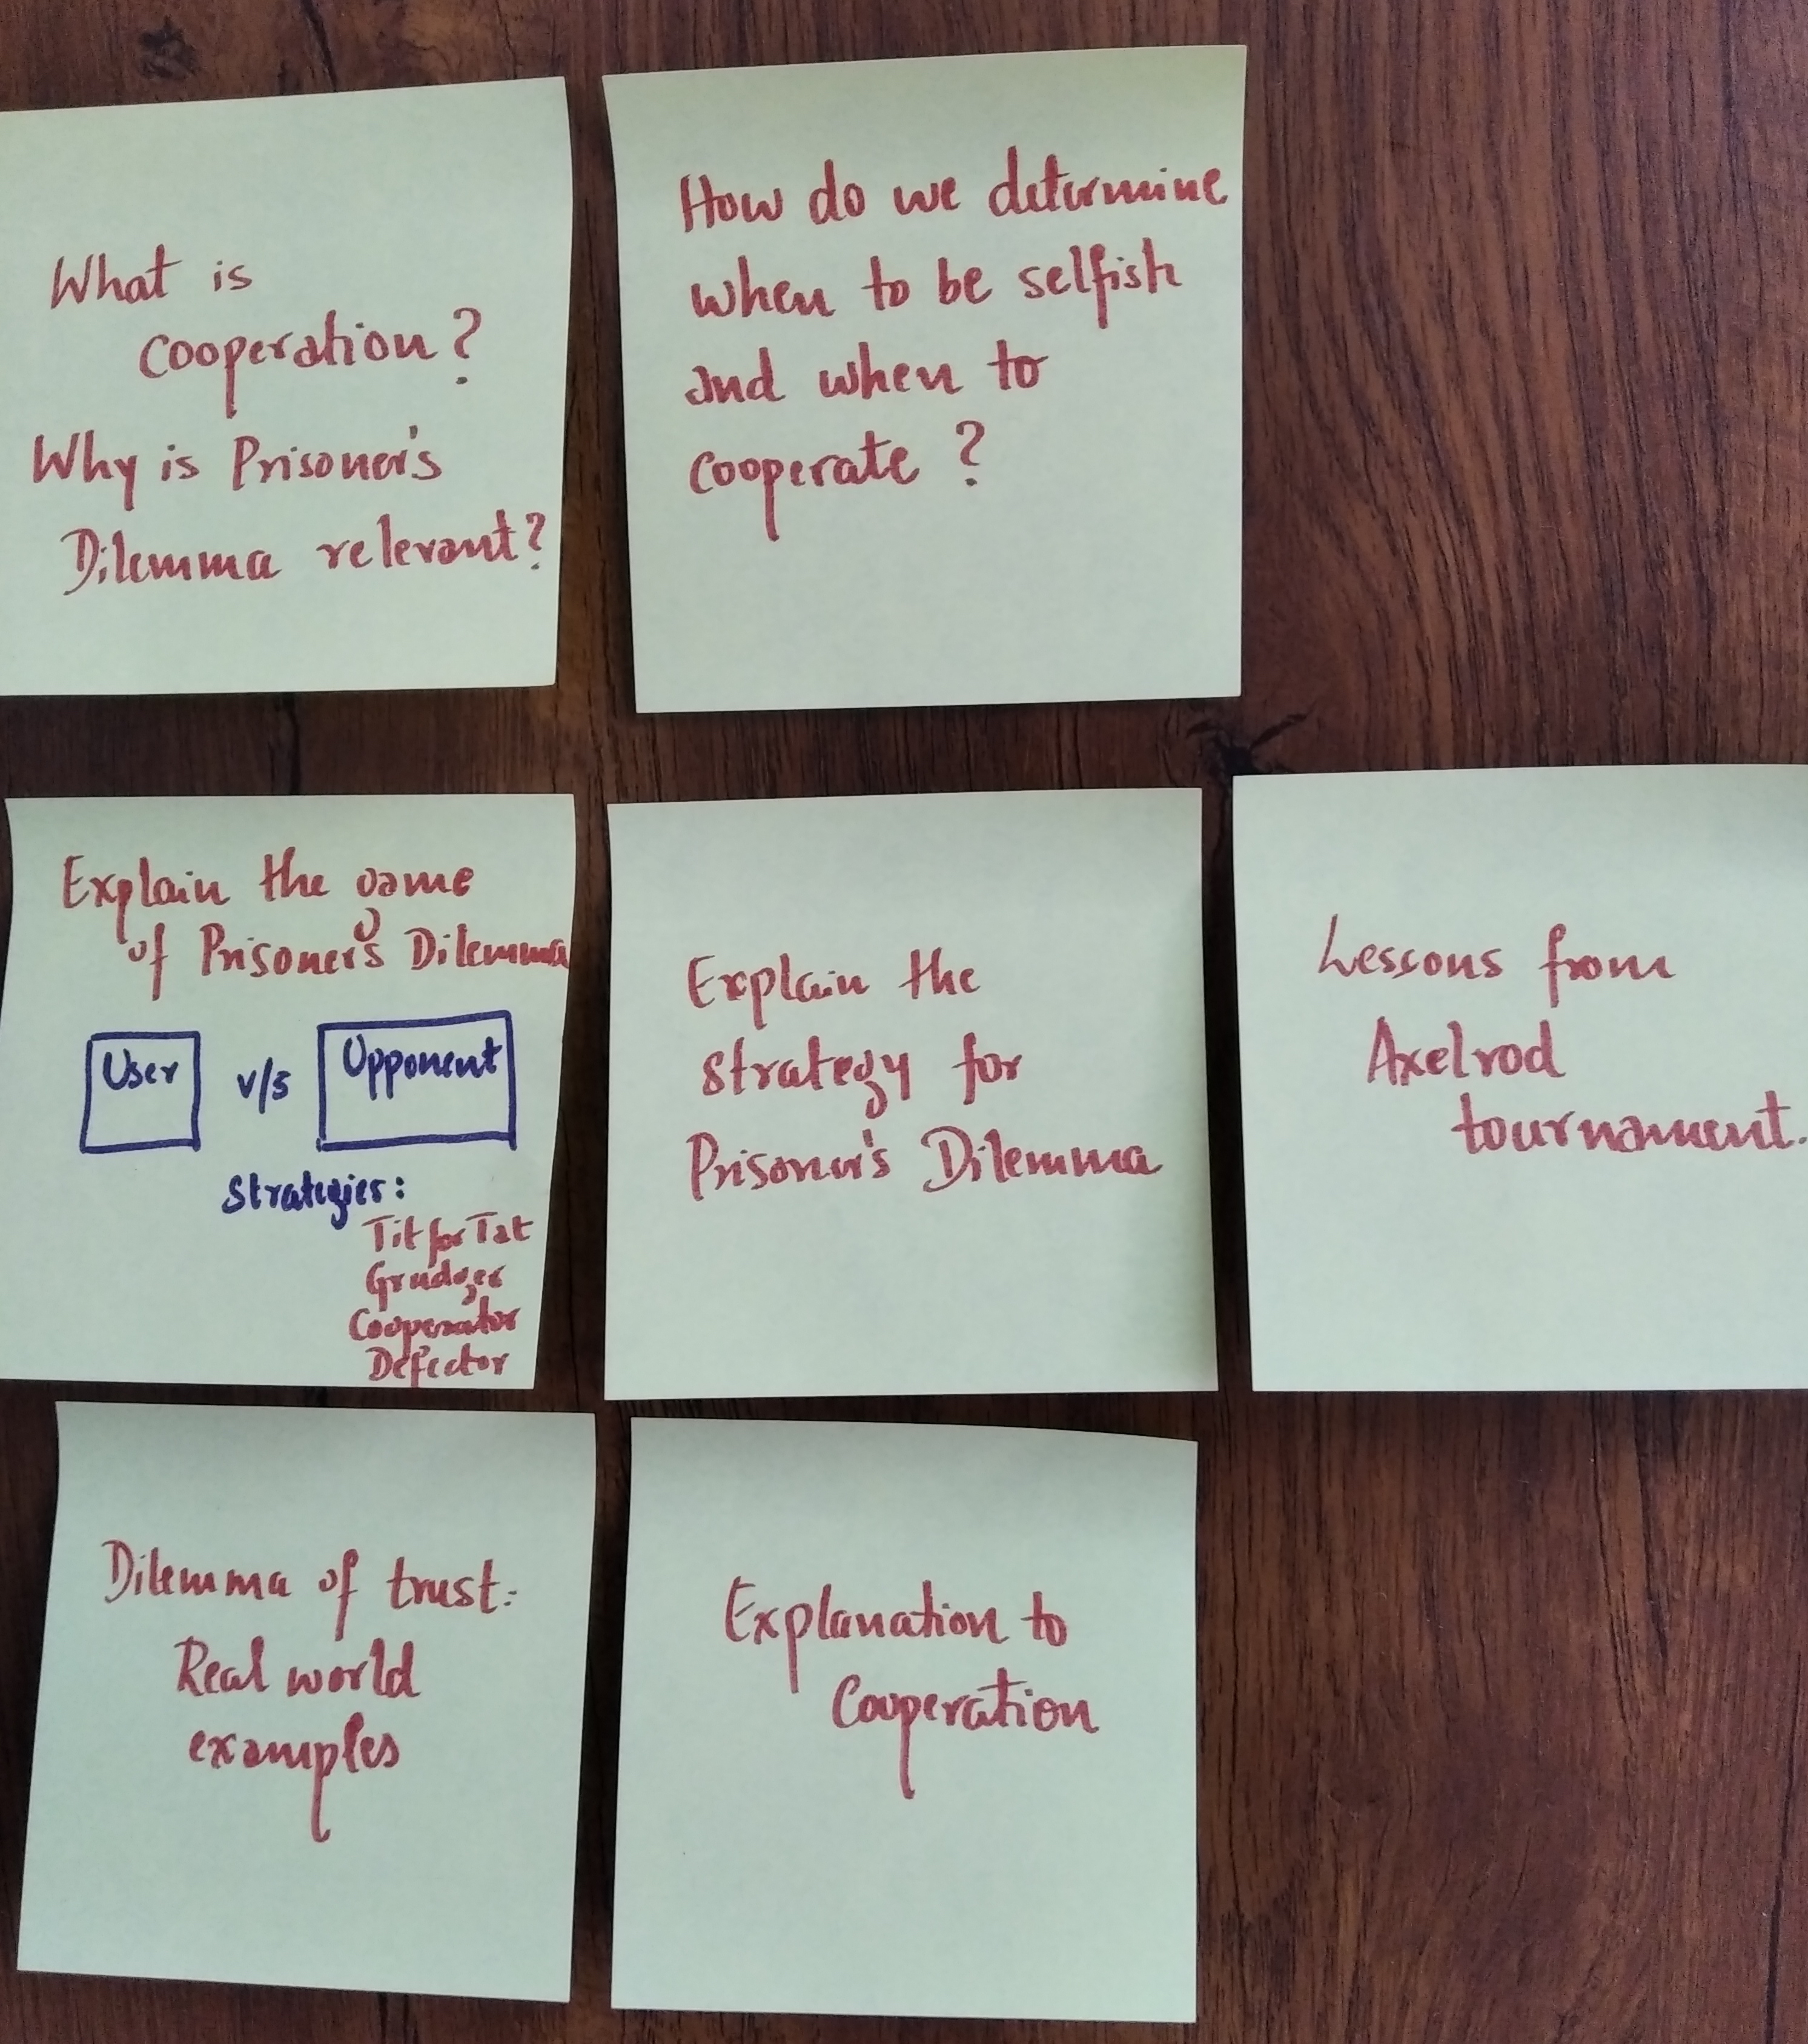 What is
cooperation?
Why is Prisoner's
Dilemma relevant?
How do we determine
when to be selfish
and when to
cooperate ?
Explain the game
of Prisoner's Dilemma
User v/s Opponent
Strategies:
Tit for Tat
Grudger
Cooperator
Defector
Explain the
strategy for
Prisoner's Dilemma
Lessons from
Axelrod
tournament.
Dilemma of trust:
Real world
examples
Explanation to
Cooperation